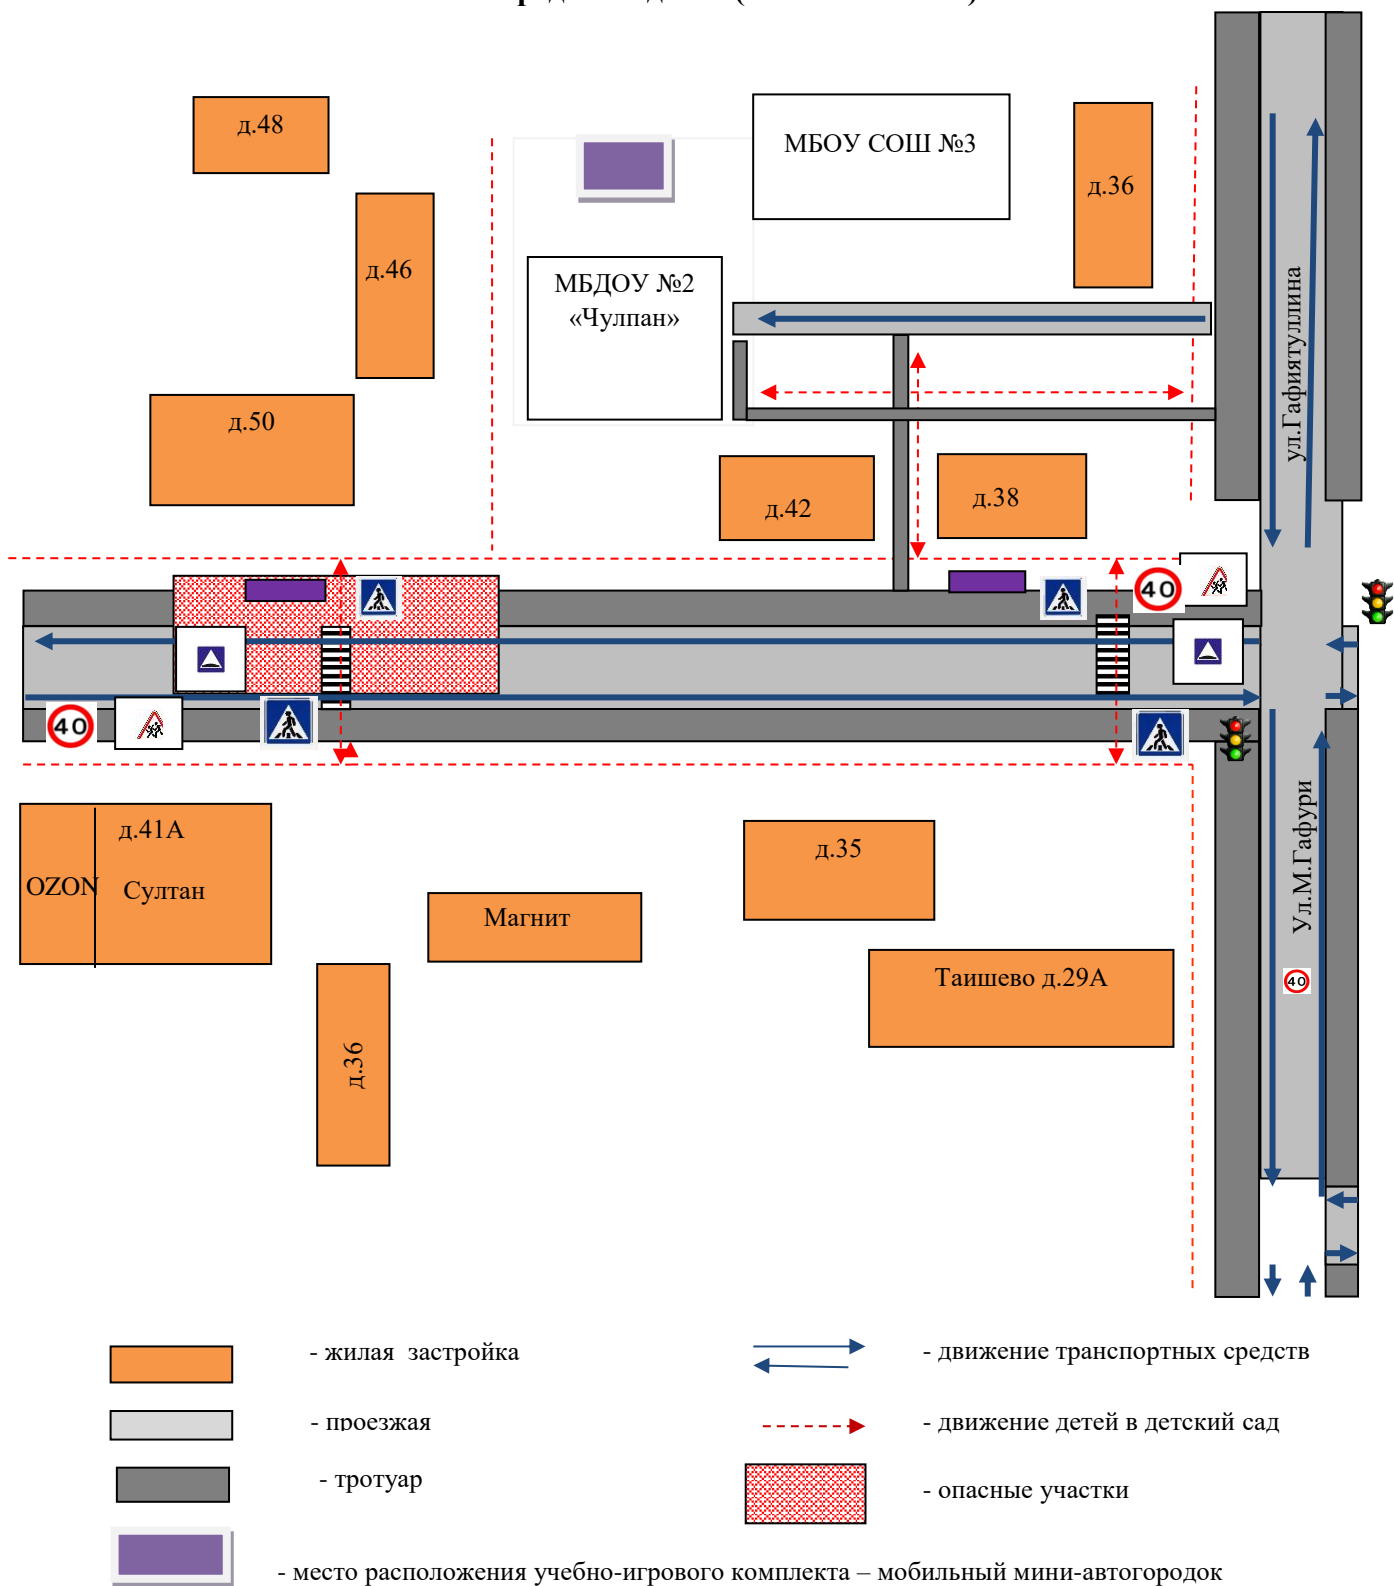 д.48
МБОУ СОШ №3
д.36
д.46
МБДОУ №2
«Чулпан»
ул.Гафиятуллина
д.50
д.42
д.38
40
40
Ул.М.Гафури
д.41А
OZON
Султан
д.35
Магнит
Таишево д.29А
40
д.36
- жилая застройка
- движение транспортных средств
- проезжая
- движение детей в детский сад
- тротуар
- опасные участки
- место расположения учебно-игрового комплекта – мобильный мини-автогородок